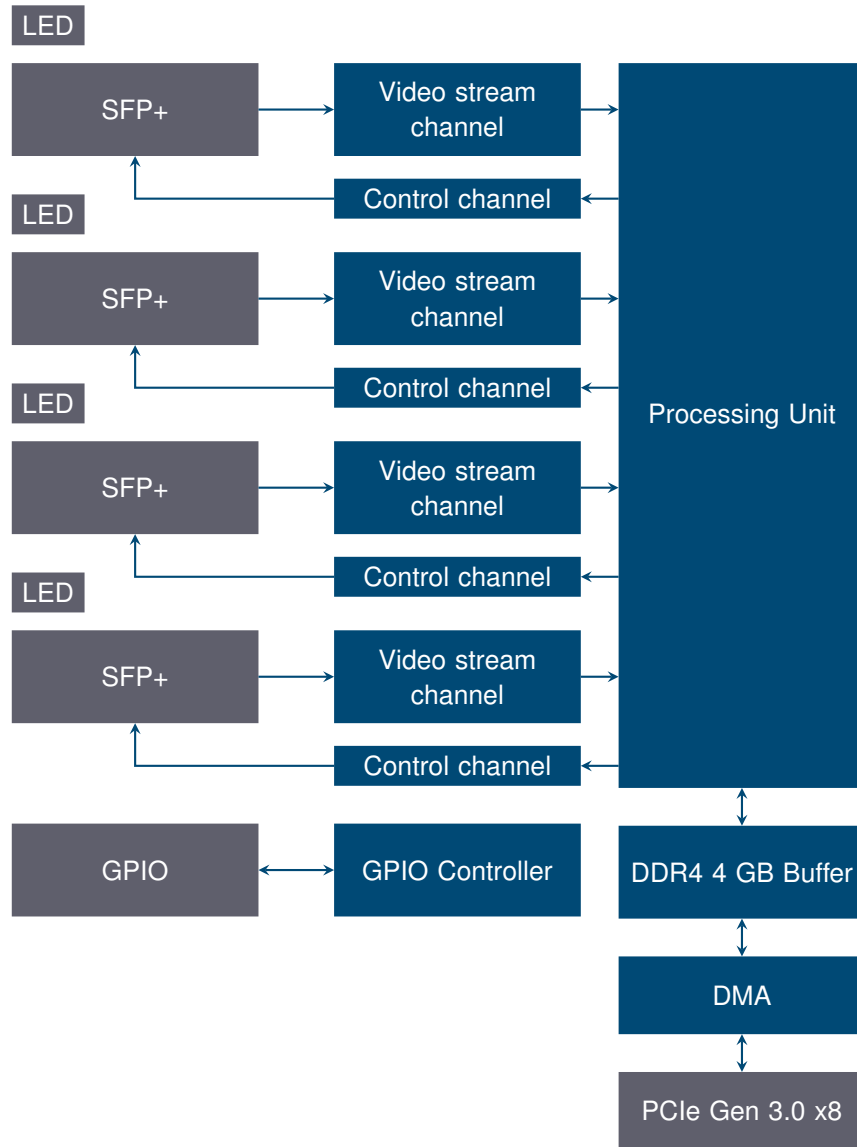 LED
SFP+
Video stream
channel
Control channel
LED
SFP+
Video stream
channel
Control channel
LED
SFP+
Video stream
channel
Control channel
LED
SFP+
Video stream
channel
Control channel
Processing Unit
GPIO
GPIO Controller
DDR4 4 GB Buffer
DMA
PCIe Gen 3.0 x8